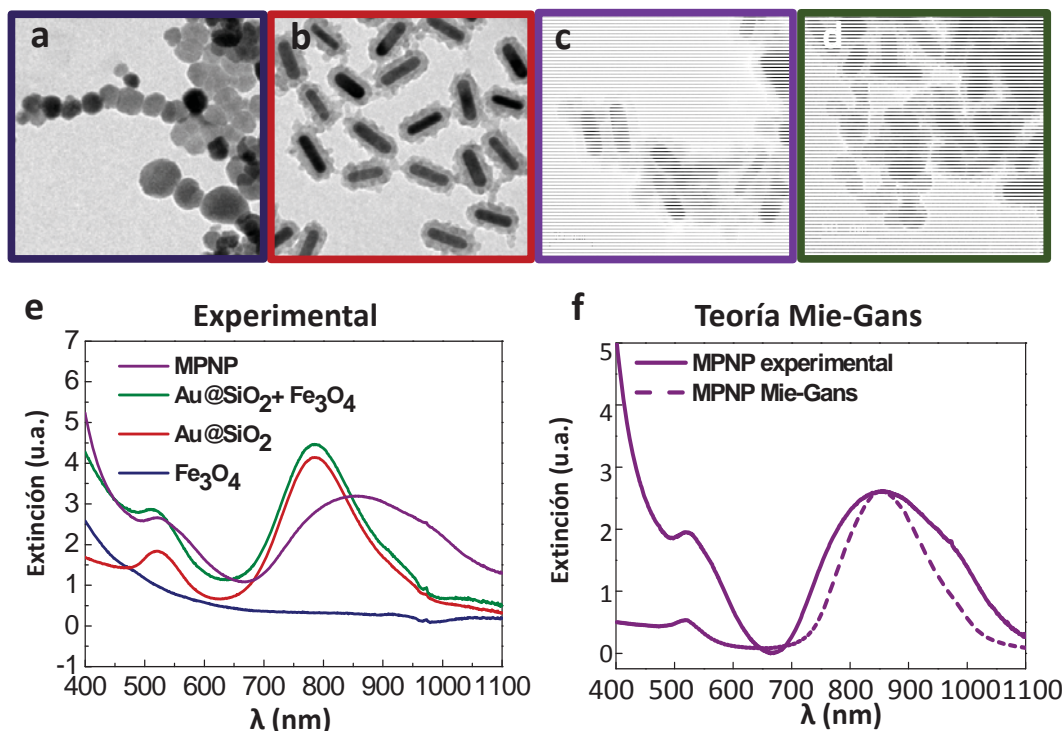 a
b
c
d
e
Experimental
7
6
5
4
3
2
1
0
-1
MPNP
Au@SiO2+ Fe3O4
Au@SiO2
Fe3O4
Extinción (u.a.)
400 500 600 700 800 900 1000 1100
λ (nm)
f
Teoría Mie-Gans
5
4
3
2
1
0
MPNP experimental
MPNP Mie-Gans
Extinción (u.a.)
400 500 600 700 800 900 1000 1100
λ (nm)